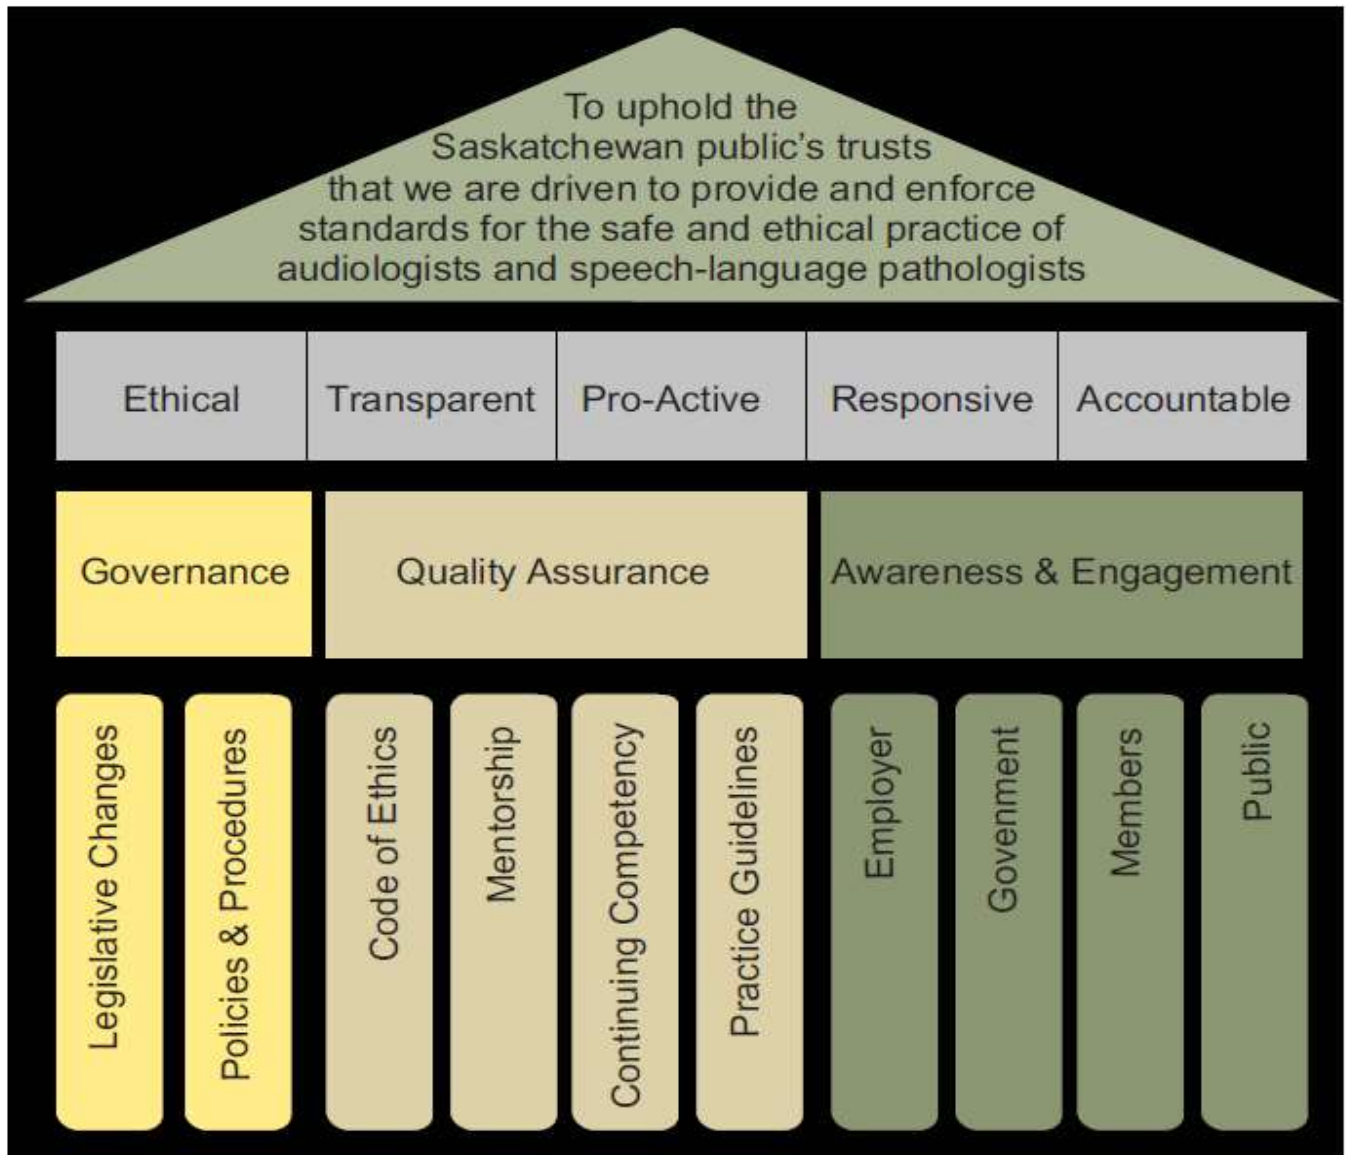 To uphold the
Saskatchewan public's trusts
that we are driven to provide and enforce
standards for the safe and ethical practice of
audiologists and speech-language pathologists
Ethical
Transparent
Pro-Active
Responsive
Accountable
Governance
Quality Assurance
Awareness & Engagement
Legislative Changes
Policies & Procedures
Code of Ethics
Mentorship
Continuing Competency
Practice Guidelines
Employer
Govenment
Members
Public